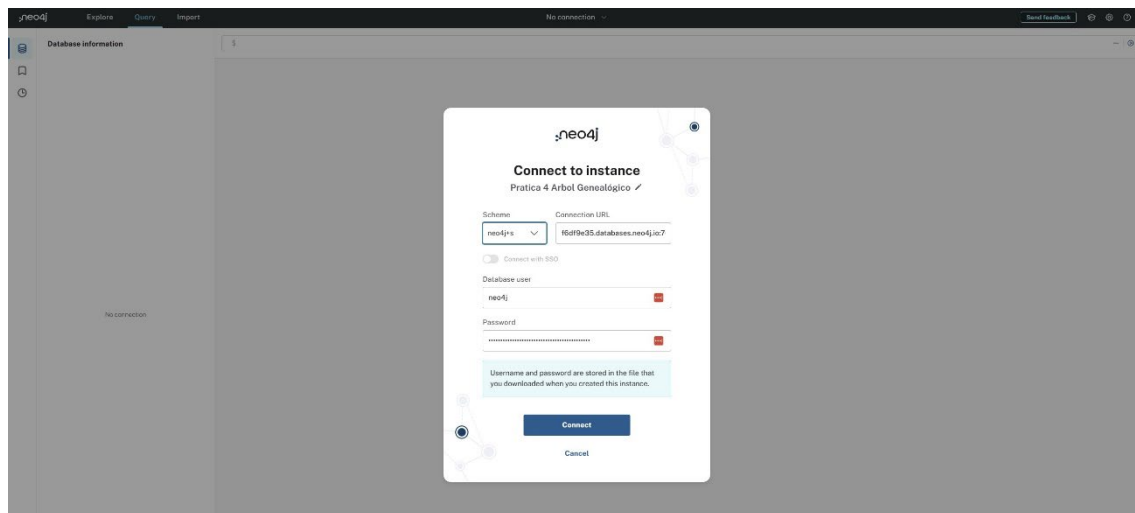 :neo4j Explore Query Import No connection Send feedback
Database information
1
:neo4j
Connect to instance
Pratica 4 Arbol Genealógico
Scheme Connection URL
neo4j+s f6df9e35.databases.neo4j.io:7
Connect with SSO
Database user
neo4j
No connection
Password
Username and password are stored in the file that
you downloaded when you created this instance.
Connect
Cancel